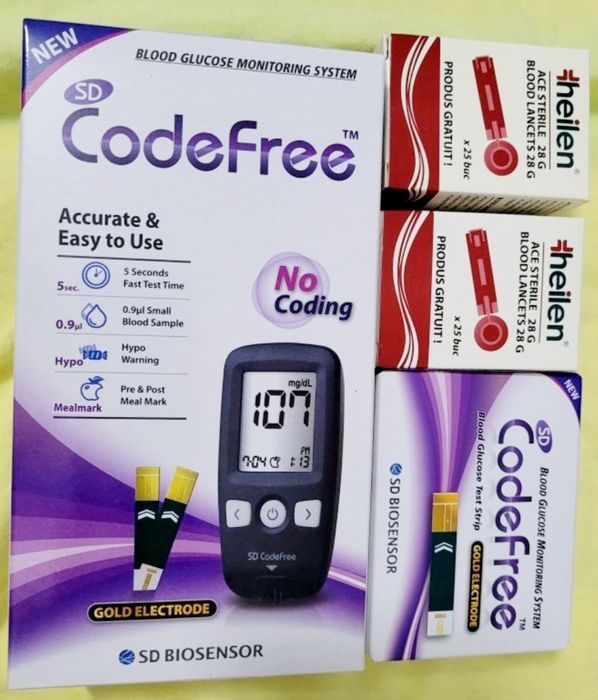 NEW
BLOOD GLUCOSE MONITORING SYSTEM
SD
CodeFree™
Accurate &
Easy to Use
5sec.
5 Seconds
Fast Test Time
0.9µl
0.9µl Small
Blood Sample
Hypo
Hypo
Warning
Mealmark
Pre & Post
Meal Mark
No
Coding
mg/dL
107
PM
7-04 1:13
SD CodeFree
GOLD ELECTRODE
SD BIOSENSOR
heilen®
ACE STERILE 28 G
BLOOD LANCETS 28 G
x 25 buc
PRODUS GRATUIT !
heilen®
ACE STERILE 28 G
BLOOD LANCETS 28 G
x 25 buc
PRODUS GRATUIT !
NEW
BLOOD GLUCOSE MONITORING SYSTEM
SD
CodeFree™
Blood Glucose Test Strip
GOLD ELECTRODE
SD BIOSENSOR